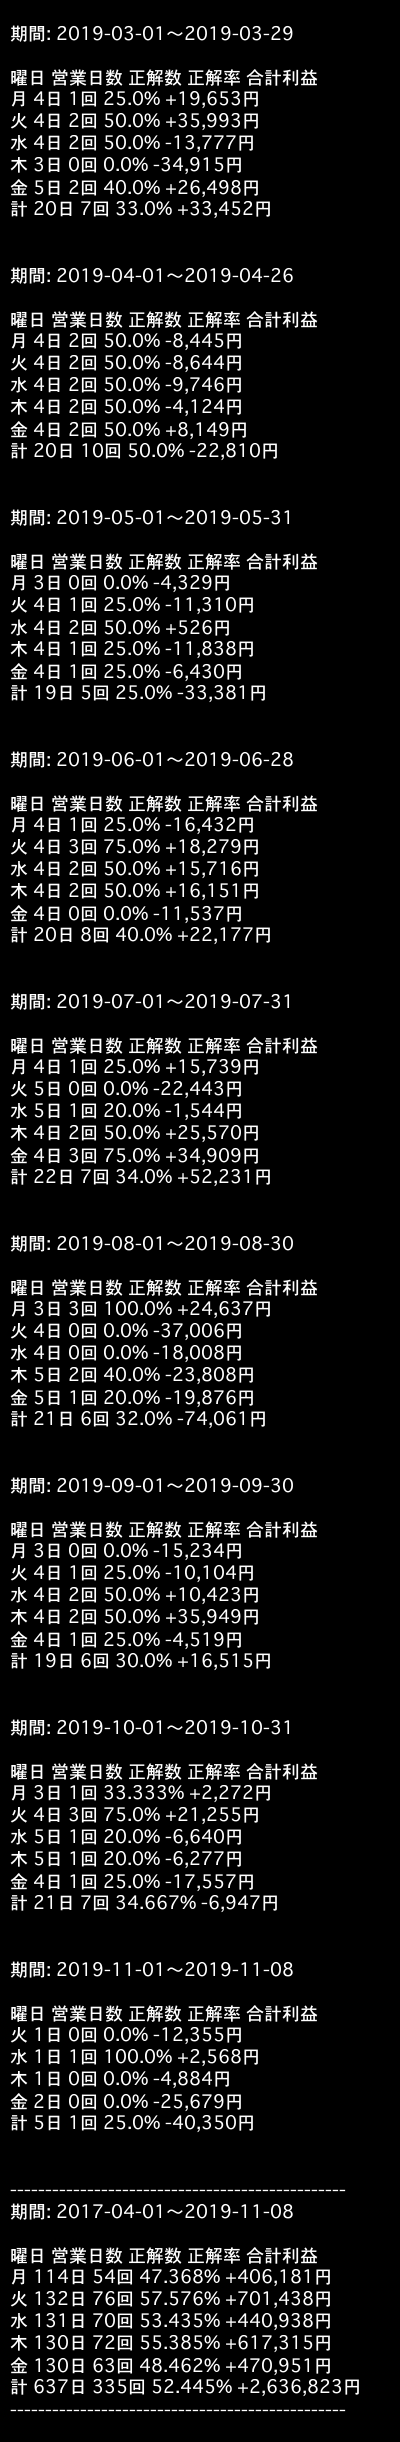 期間: 2019-03-01〜2019-03-29
曜日 営業日数 正解数 正解率 合計利益
月 4日 1回 25.0% +19,653円
火 4日 2回 50.0% +35,993円
水 4日 2回 50.0% -13,777円
木 3日 0回 0.0% -34,915円
金 5日 2回 40.0% +26,498円
計 20日 7回 33.0% +33,452円
期間: 2019-04-01〜2019-04-26
曜日 営業日数 正解数 正解率 合計利益
月 4日 2回 50.0% -8,445円
火 4日 2回 50.0% -8,644円
水 4日 2回 50.0% -9,746円
木 4日 2回 50.0% -4,124円
金 4日 2回 50.0% +8,149円
計 20日 10回 50.0% -22,810円
期間: 2019-05-01〜2019-05-31
曜日 営業日数 正解数 正解率 合計利益
月 3日 0回 0.0% -4,329円
火 4日 1回 25.0% -11,310円
水 4日 2回 50.0% +526円
木 4日 1回 25.0% -11,838円
金 4日 1回 25.0% -6,430円
計 19日 5回 25.0% -33,381円
期間: 2019-06-01〜2019-06-28
曜日 営業日数 正解数 正解率 合計利益
月 4日 1回 25.0% -16,432円
火 4日 3回 75.0% +18,279円
水 4日 2回 50.0% +15,716円
木 4日 2回 50.0% +16,151円
金 4日 0回 0.0% -11,537円
計 20日 8回 40.0% +22,177円
期間: 2019-07-01〜2019-07-31
曜日 営業日数 正解数 正解率 合計利益
月 4日 1回 25.0% +15,739円
火 5日 0回 0.0% -22,443円
水 5日 1回 20.0% -1,544円
木 4日 2回 50.0% +25,570円
金 4日 3回 75.0% +34,909円
計 22日 7回 34.0% +52,231円
期間: 2019-08-01〜2019-08-30
曜日 営業日数 正解数 正解率 合計利益
月 3日 3回 100.0% +24,637円
火 4日 0回 0.0% -37,006円
水 4日 0回 0.0% -18,008円
木 5日 2回 40.0% -23,808円
金 5日 1回 20.0% -19,876円
計 21日 6回 32.0% -74,061円
期間: 2019-09-01〜2019-09-30
曜日 営業日数 正解数 正解率 合計利益
月 3日 0回 0.0% -15,234円
火 4日 1回 25.0% -10,104円
水 4日 2回 50.0% +10,423円
木 4日 2回 50.0% +35,949円
金 4日 1回 25.0% -4,519円
計 19日 6回 30.0% +16,515円
期間: 2019-10-01〜2019-10-31
曜日 営業日数 正解数 正解率 合計利益
月 3日 1回 33.333% +2,272円
火 4日 3回 75.0% +21,255円
水 5日 1回 20.0% -6,640円
木 5日 1回 20.0% -6,277円
金 4日 1回 25.0% -17,557円
計 21日 7回 34.667% -6,947円
期間: 2019-11-01〜2019-11-08
曜日 営業日数 正解数 正解率 合計利益
火 1日 0回 0.0% -12,355円
水 1日 1回 100.0% +2,568円
木 1日 0回 0.0% -4,884円
金 2日 0回 0.0% -25,679円
計 5日 1回 25.0% -40,350円
------------------------------------------------
期間: 2017-04-01〜2019-11-08
曜日 営業日数 正解数 正解率 合計利益
月 114日 54回 47.368% +406,181円
火 132日 76回 57.576% +701,438円
水 131日 70回 53.435% +440,938円
木 130日 72回 55.385% +617,315円
金 130日 63回 48.462% +470,951円
計 637日 335回 52.445% +2,636,823円
------------------------------------------------